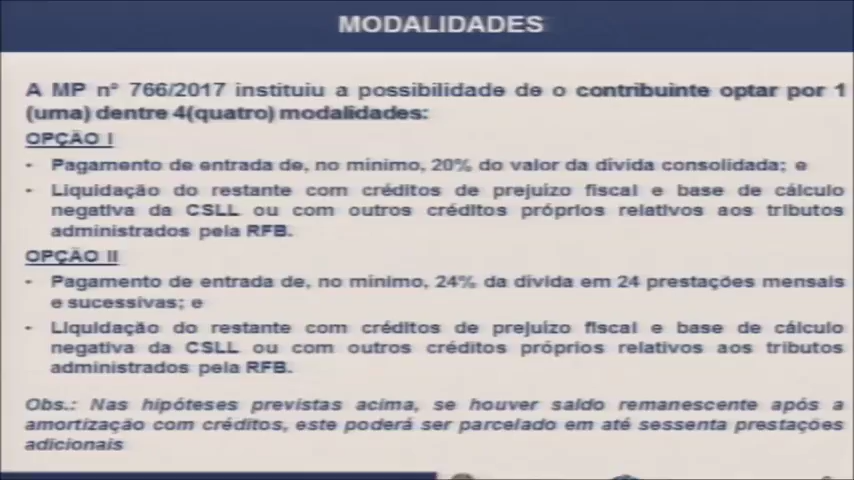 MODALIDADES
A MP nº 766/2017 instituiu a possibilidade de o contribuinte optar por 1
(uma) dentre 4(quatro) modalidades:
OPÇÃO I
- Pagamento de entrada de, no mínimo, 20% do valor da dívida consolidada; e
- Liquidação do restante com créditos de prejuízo fiscal e base de cálculo
negativa da CSLL ou com outros créditos próprios relativos aos tributos
administrados pela RFB.
OPÇÃO II
- Pagamento de entrada de, no mínimo, 24% da dívida em 24 prestações mensais
e sucessivas; e
- Liquidação do restante com créditos de prejuízo fiscal e base de cálculo
negativa da CSLL ou com outros créditos próprios relativos aos tributos
administrados pela RFB.
Obs.: Nas hipóteses previstas acima, se houver saldo remanescente após a
amortização com créditos, este poderá ser parcelado em até sessenta prestações
adicionais